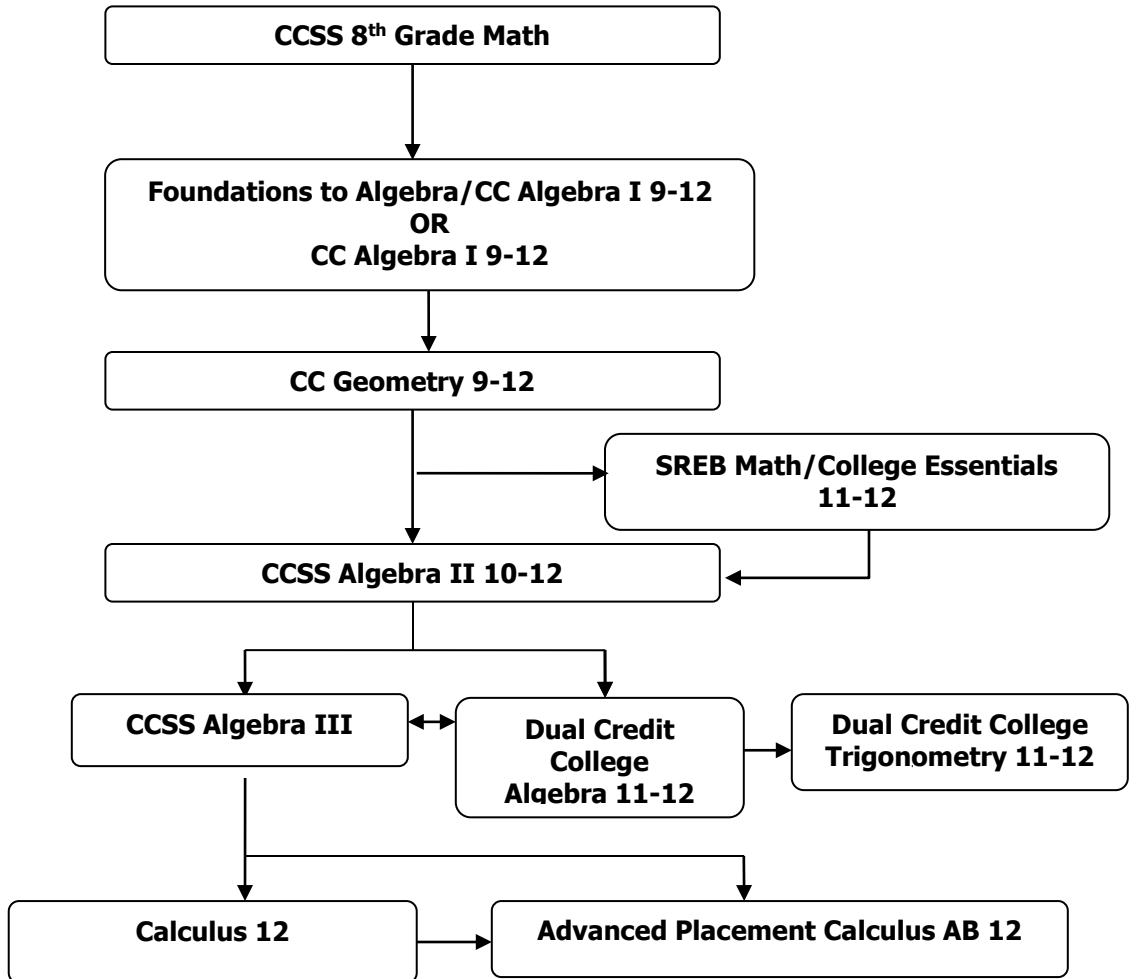 CCSS 8th Grade Math
Foundations to Algebra/CC Algebra I 9-12
OR
CC Algebra I 9-12
CC Geometry 9-12
SREB Math/College Essentials
11-12
CCSS Algebra II 10-12
CCSS Algebra III
Dual Credit
College
Algebra 11-12
Dual Credit College
Trigonometry 11-12
Calculus 12
Advanced Placement Calculus AB 12